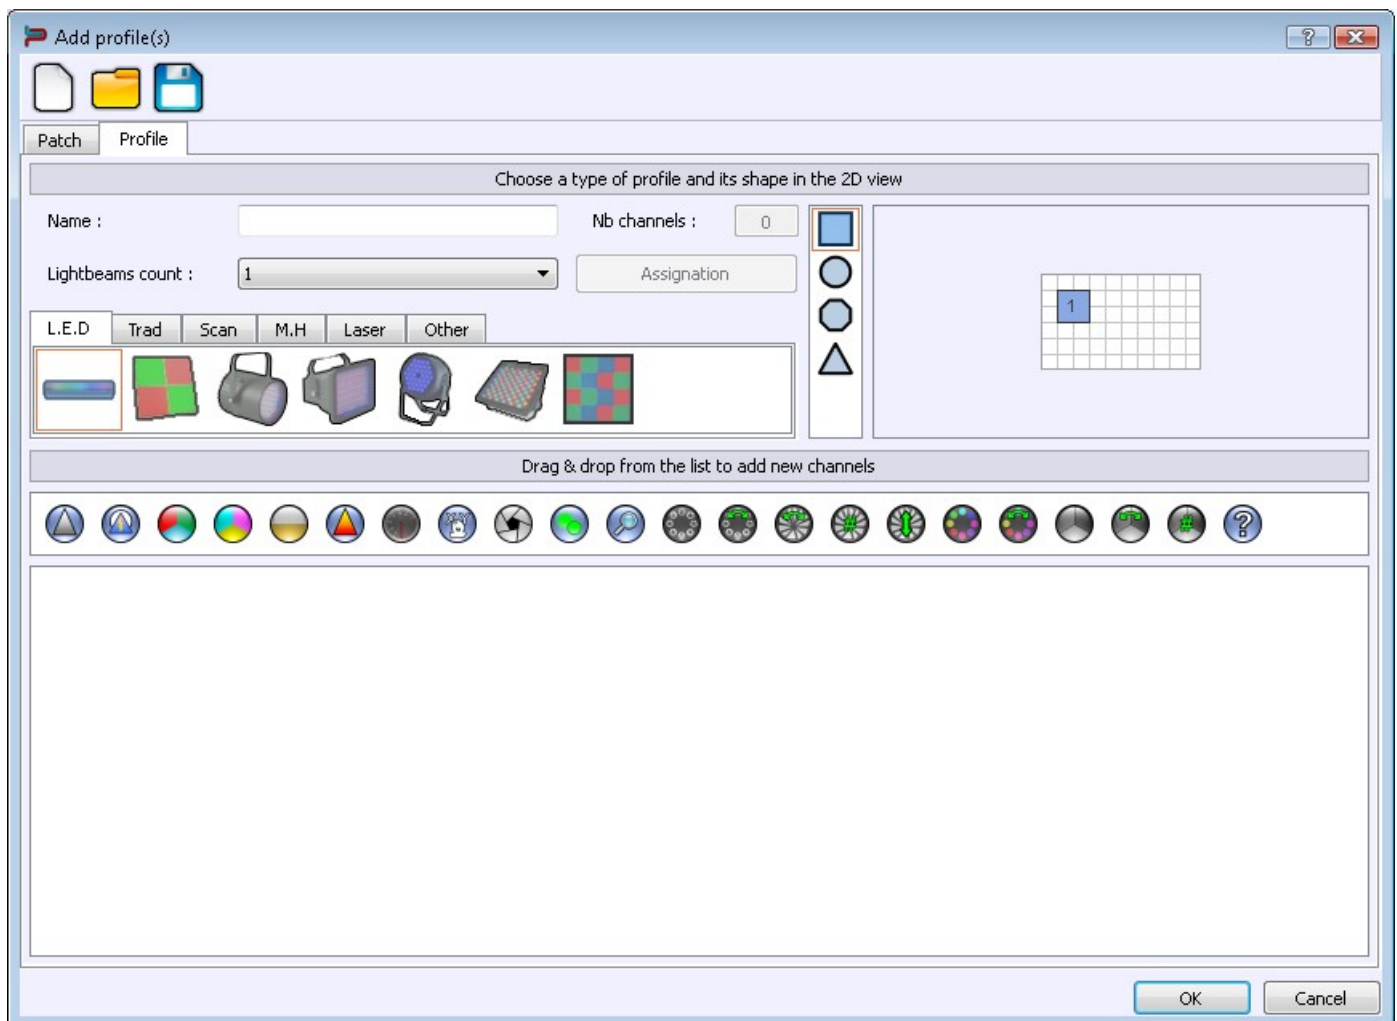 Add profile(s)
Patch Profile
Choose a type of profile and its shape in the 2D view
Name : Nb channels : 0
Lightbeams count : 1 Assignation
1
L.E.D Trad Scan M.H Laser Other
Drag & drop from the list to add new channels
# # ?
OK Cancel